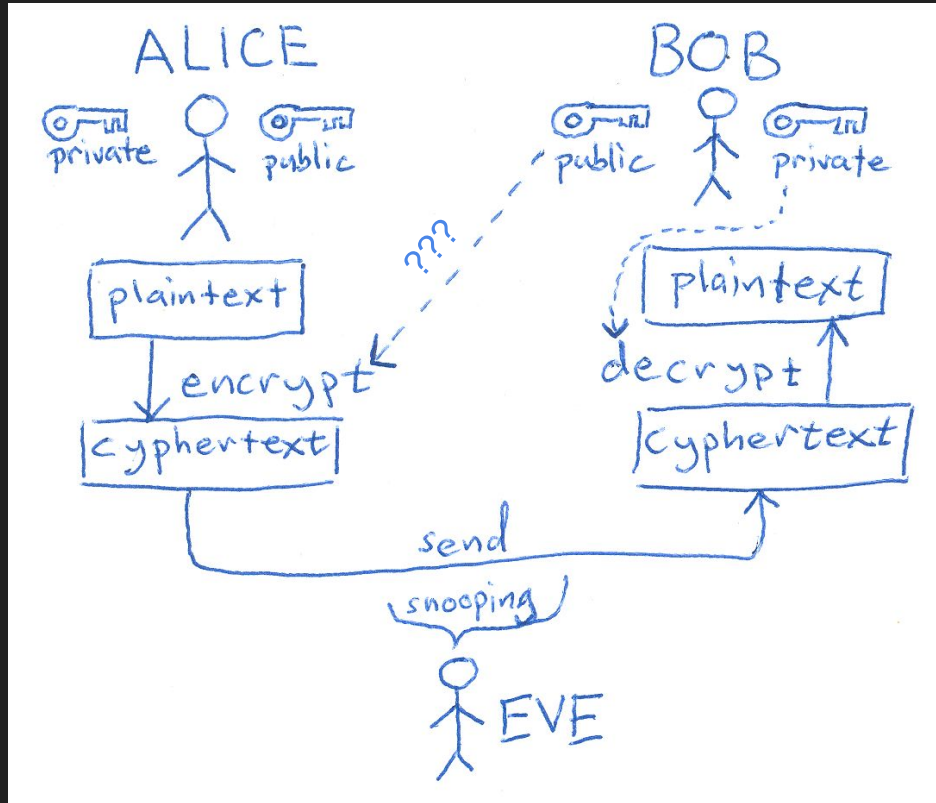 ALICE
BOB
private
public
public
private
???
plaintext
plaintext
encrypt
decrypt
cyphertext
cyphertext
send
snooping
EVE